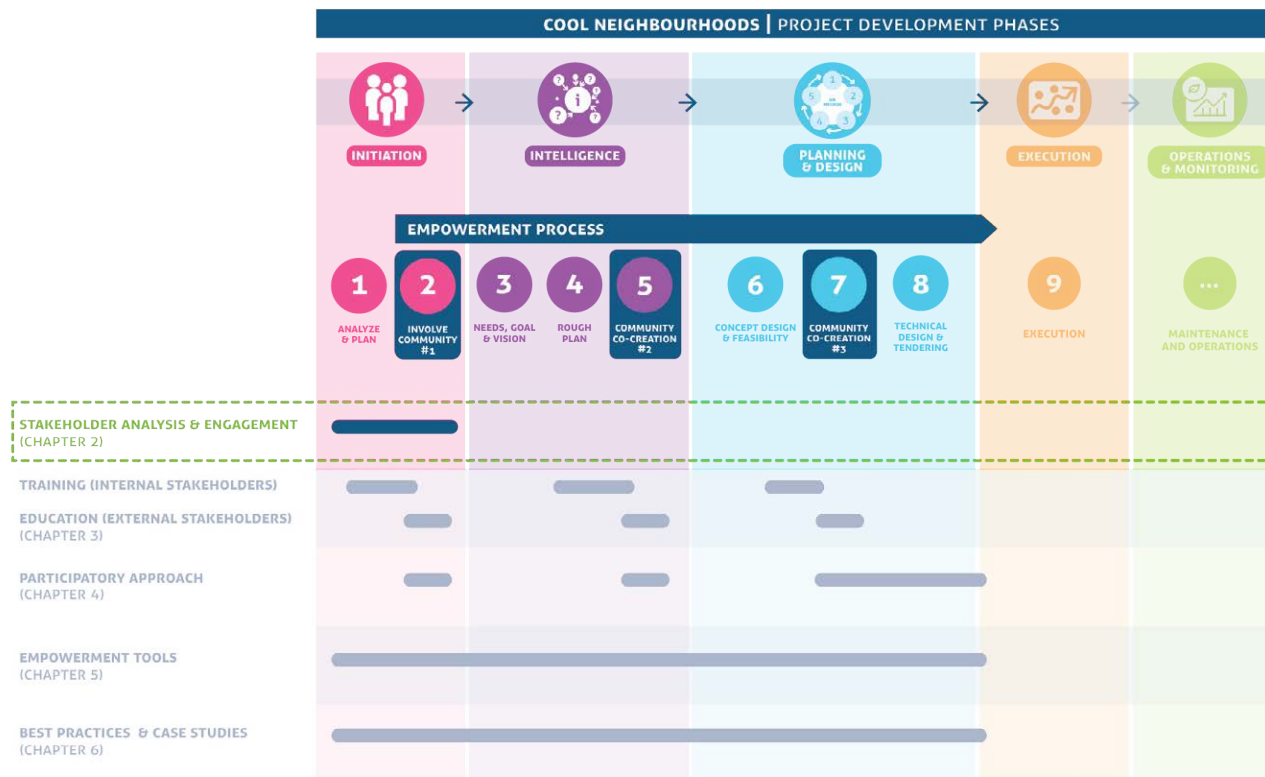 COOL NEIGHBOURHOODS | PROJECT DEVELOPMENT PHASES
INITIATION
INTELLIGENCE
PLANNING
& DESIGN
EXECUTION
OPERATIONS
& MONITORING
EMPOWERMENT PROCESS
1
ANALYZE
& PLAN
2
INVOLVE
COMMUNITY
#1
3
NEEDS, GOAL
& VISION
4
ROUGH
PLAN
5
COMMUNITY
CO-CREATION
#2
6
CONCEPT DESIGN
& FEASIBILITY
7
COMMUNITY
CO-CREATION
#3
8
TECHNICAL
DESIGN &
TENDERING
9
EXECUTION
...
MAINTENANCE
AND OPERATIONS
STAKEHOLDER ANALYSIS & ENGAGEMENT
(CHAPTER 2)
TRAINING (INTERNAL STAKEHOLDERS)
EDUCATION (EXTERNAL STAKEHOLDERS)
(CHAPTER 3)
PARTICIPATORY APPROACH
(CHAPTER 4)
EMPOWERMENT TOOLS
(CHAPTER 5)
BEST PRACTICES & CASE STUDIES
(CHAPTER 6)